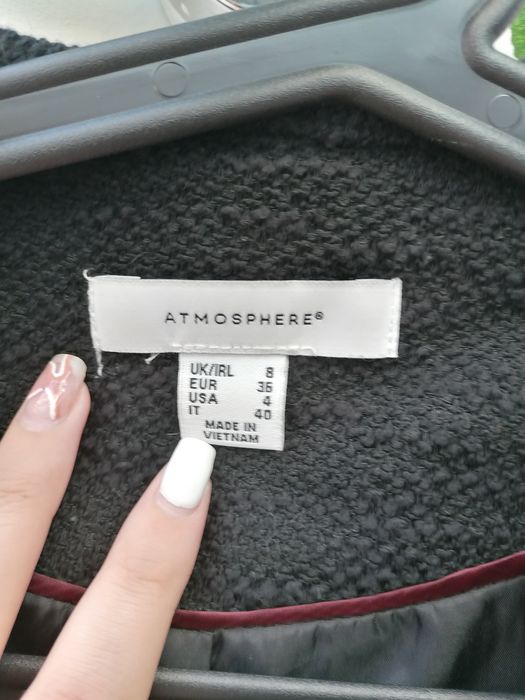 ATMOSPHERE®
UK/IRL 8
EUR 36
USA 4
IT 40
MADE IN
VIETNAM